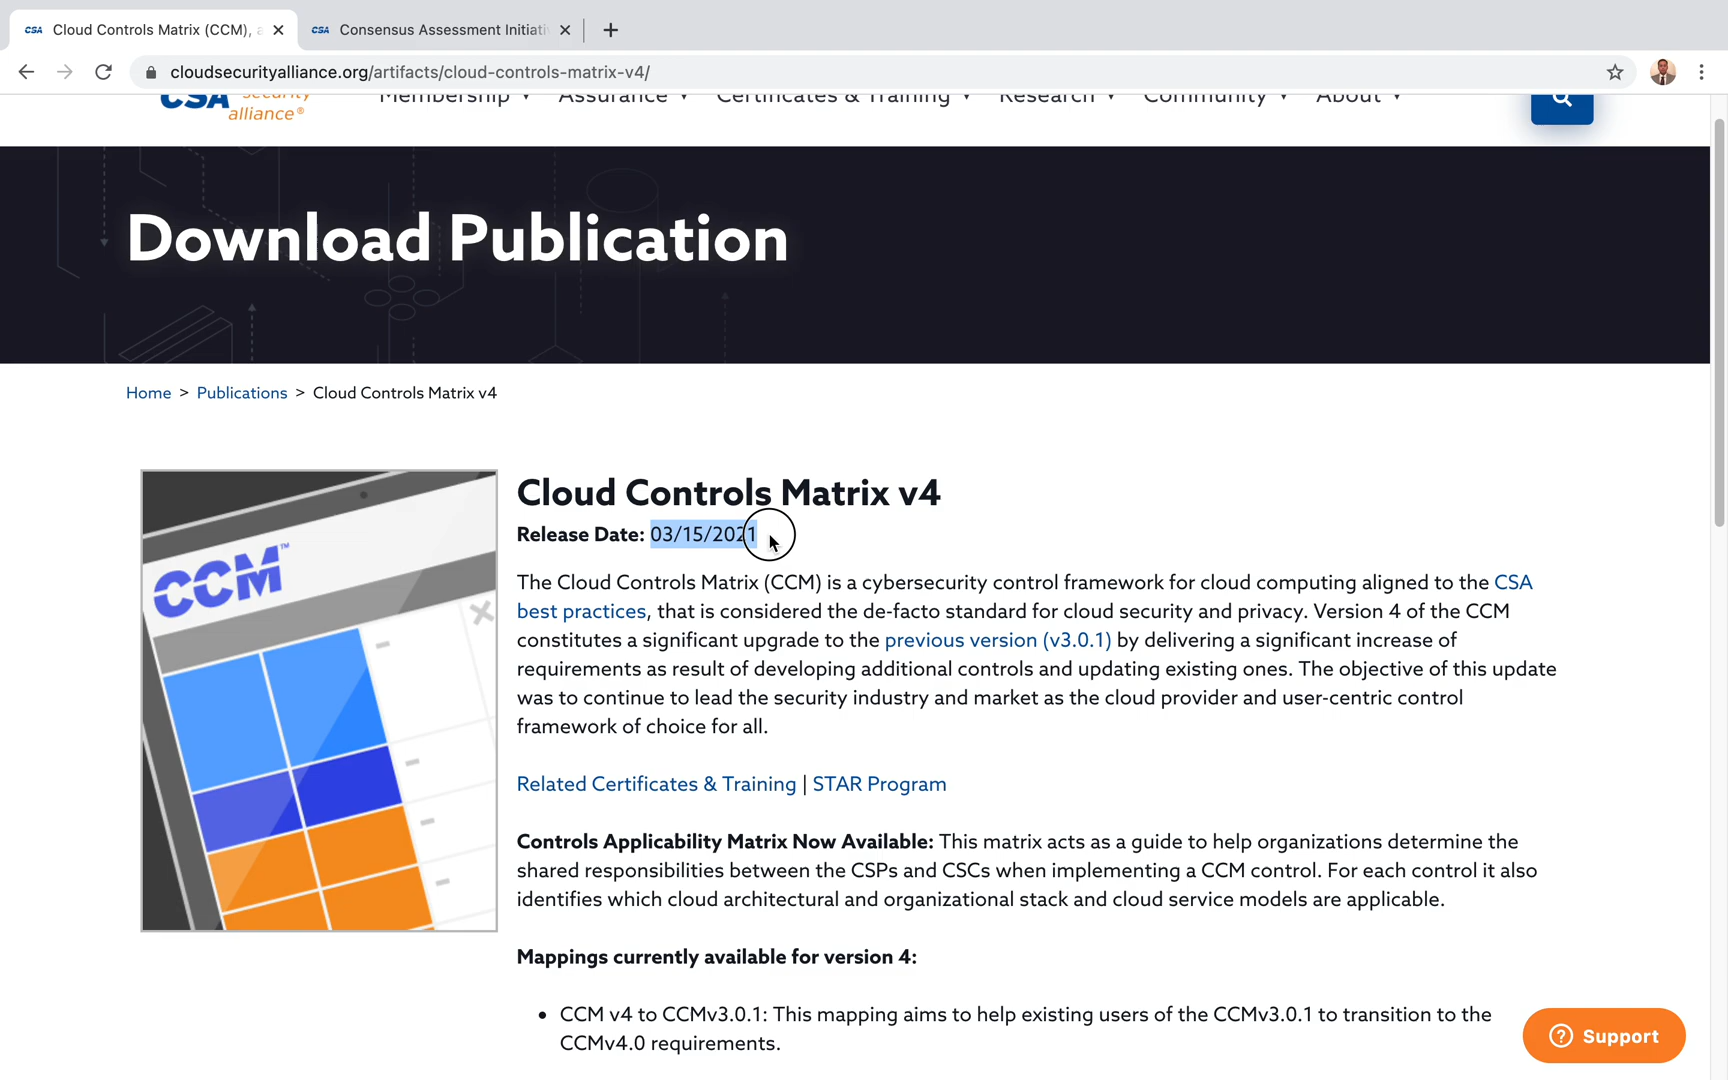 CSA Cloud Controls Matrix (CCM), a
CSA Consensus Assessment Initiati
cloudsecurityalliance.org/artifacts/cloud-controls-matrix-v4/
CSA security
alliance®
Membership Assurance Certificates & Training Research Community About
Download Publication
Home > Publications > Cloud Controls Matrix v4
CCM™
Cloud Controls Matrix v4
Release Date: 03/15/2021
The Cloud Controls Matrix (CCM) is a cybersecurity control framework for cloud computing aligned to the CSA
best practices, that is considered the de-facto standard for cloud security and privacy. Version 4 of the CCM
constitutes a significant upgrade to the previous version (v3.0.1) by delivering a significant increase of
requirements as result of developing additional controls and updating existing ones. The objective of this update
was to continue to lead the security industry and market as the cloud provider and user-centric control
framework of choice for all.
Related Certificates & Training | STAR Program
Controls Applicability Matrix Now Available: This matrix acts as a guide to help organizations determine the
shared responsibilities between the CSPs and CSCs when implementing a CCM control. For each control it also
identifies which cloud architectural and organizational stack and cloud service models are applicable.
Mappings currently available for version 4:
• CCM v4 to CCMv3.0.1: This mapping aims to help existing users of the CCMv3.0.1 to transition to the
CCMv4.0 requirements.
Support